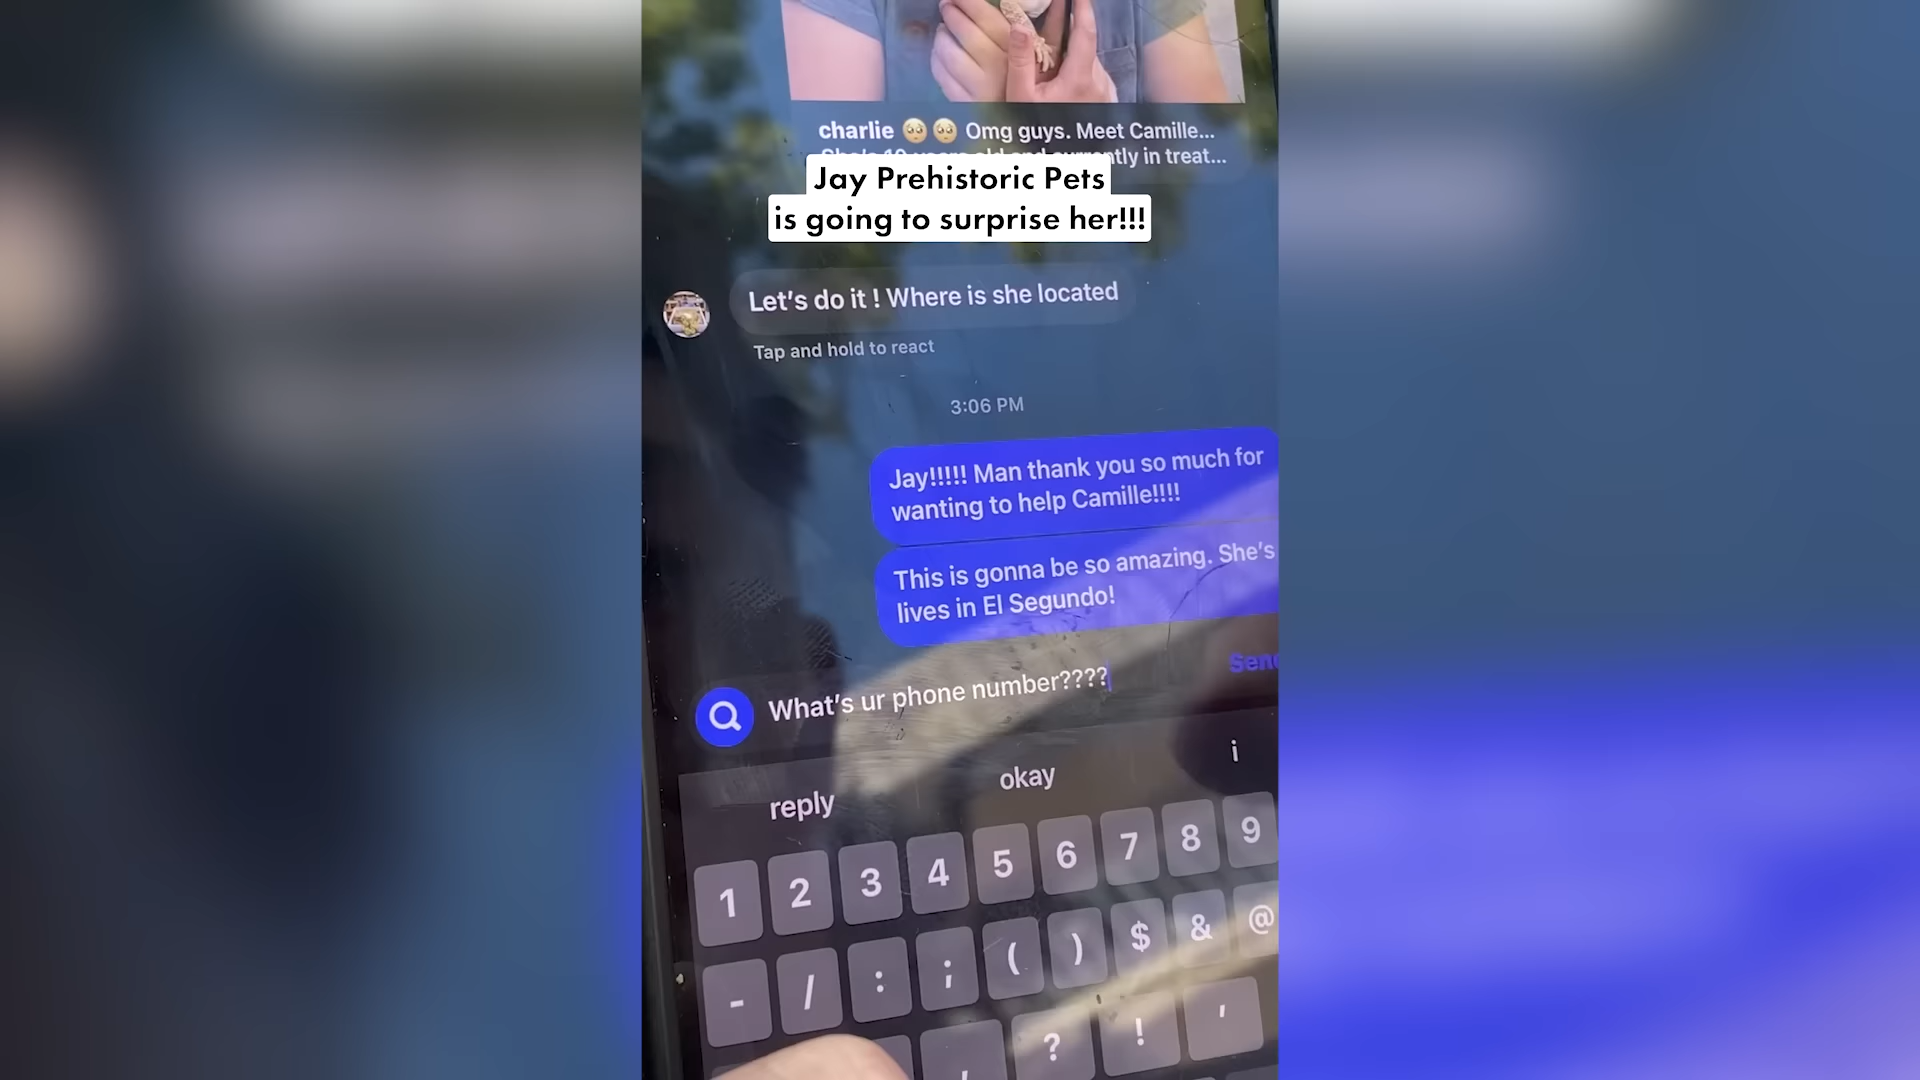 charlie 🥺🥺 Omg guys. Meet Camille...
ntly in treat...
Jay Prehistoric Pets
is going to surprise her!!!
Let's do it ! Where is she located
Tap and hold to react
3:06 PM
Jay!!!!! Man thank you so much for
wanting to help Camille!!!!
This is gonna be so amazing. She's
lives in El Segundo!
Send
What's ur phone number????
reply okay i
1 2 3 4 5 6 7 8 9
- / : ; ( ) $ & @
, ? ! '